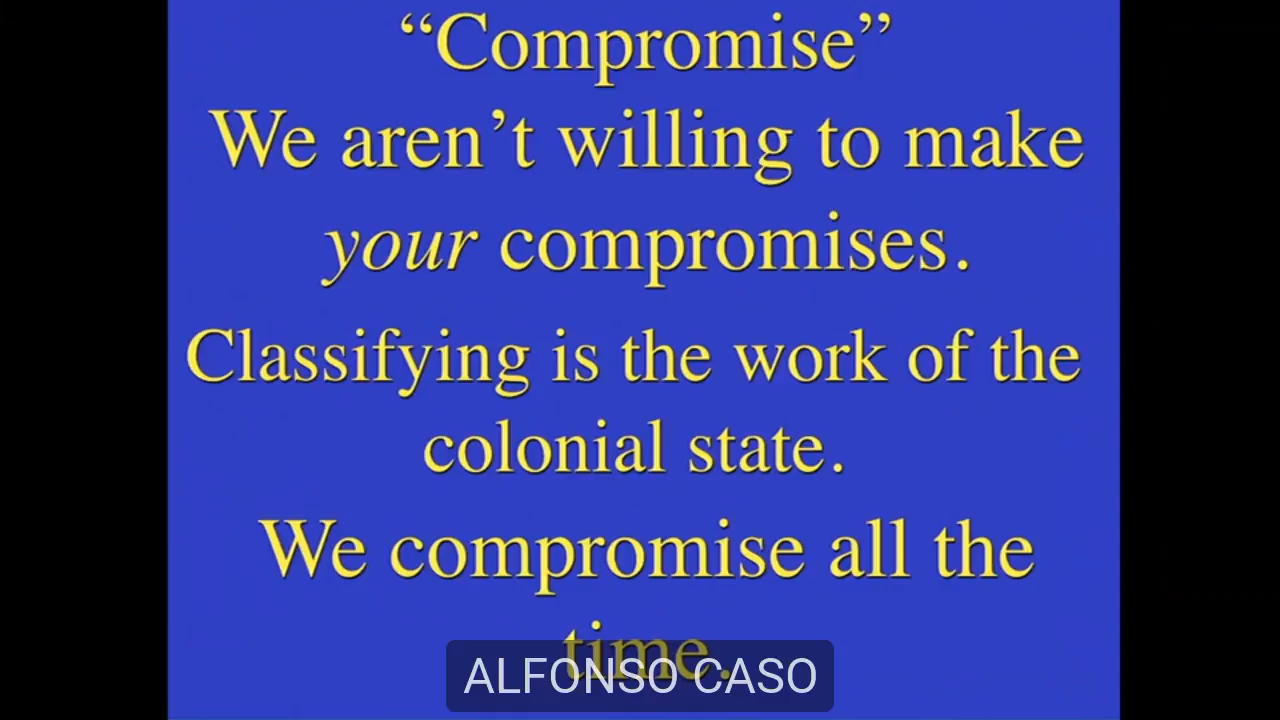 “Compromise”
We aren’t willing to make
your compromises.
Classifying is the work of the
colonial state.
We compromise all the
time.
ALFONSO CASO